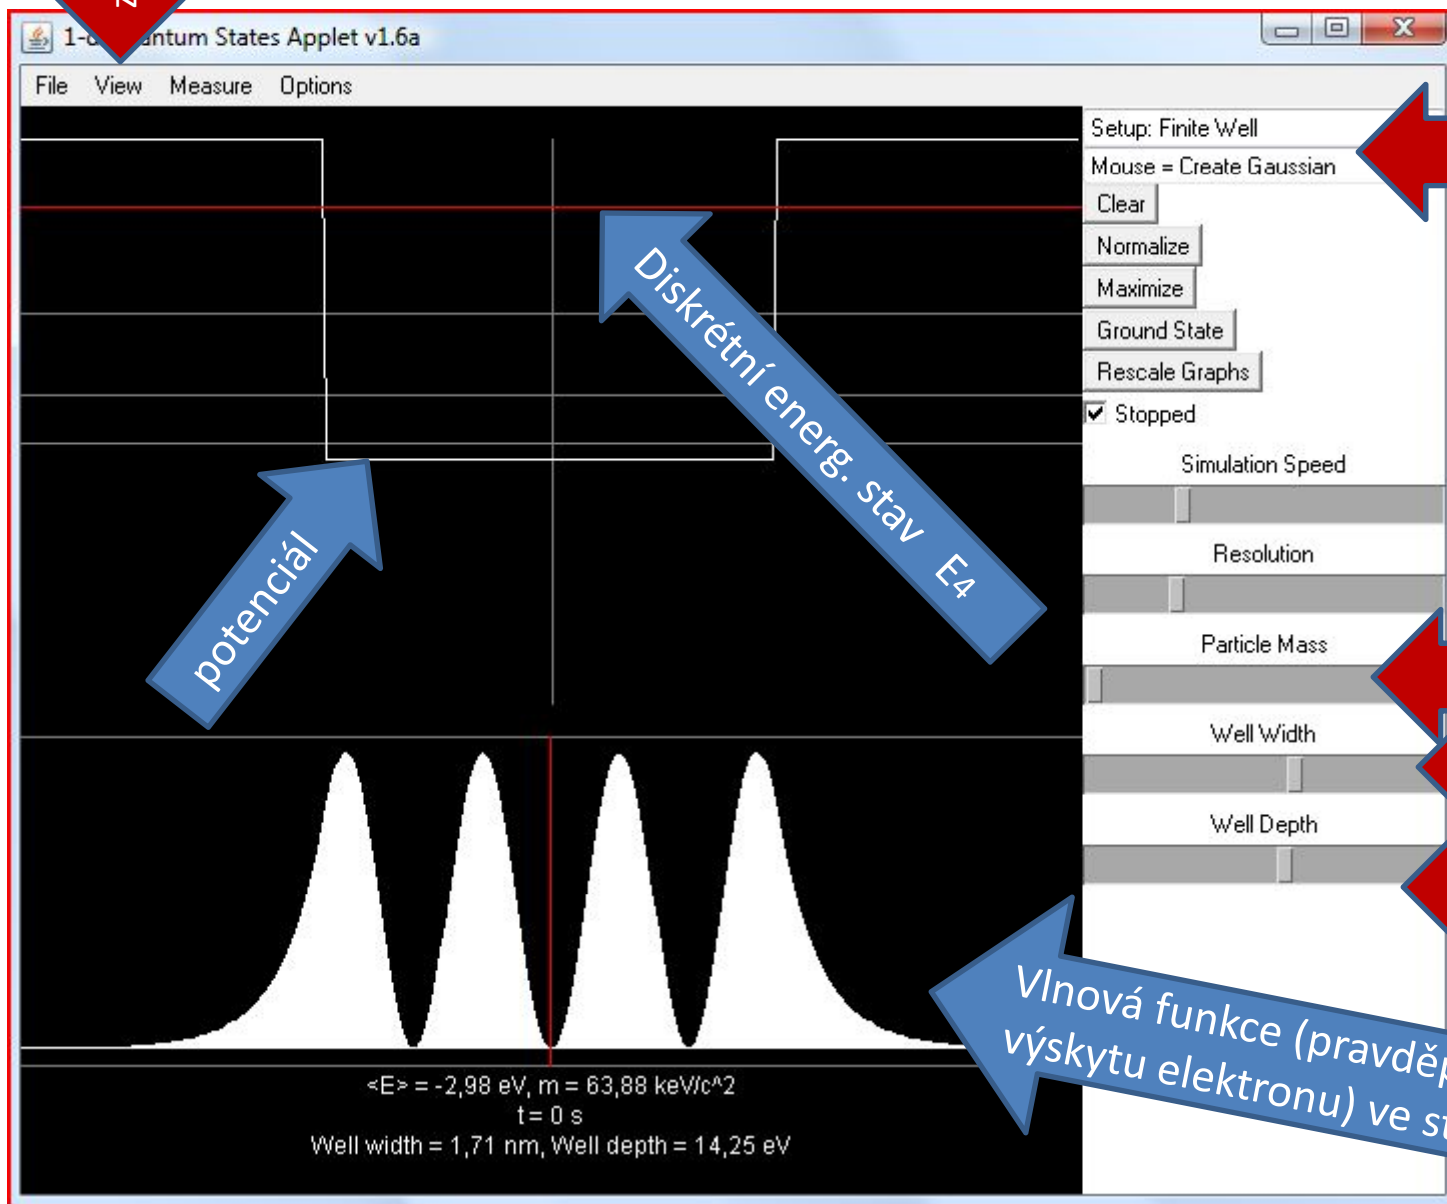 1-d Quantum States Applet v1.6a
File View Measure Options
Setup: Finite Well
Mouse = Create Gaussian
Clear
Normalize
Maximize
Ground State
Rescale Graphs
Stopped
Simulation Speed
Resolution
Particle Mass
Well Width
Well Depth
Diskrétní energ. stav E4
potenciál
Vlnová funkce (pravděp
výskytu elektronu) ve st
<E> = -2,98 eV, m = 63,88 keV/c^2
t = 0 s
Well width = 1,71 nm, Well depth = 14,25 eV